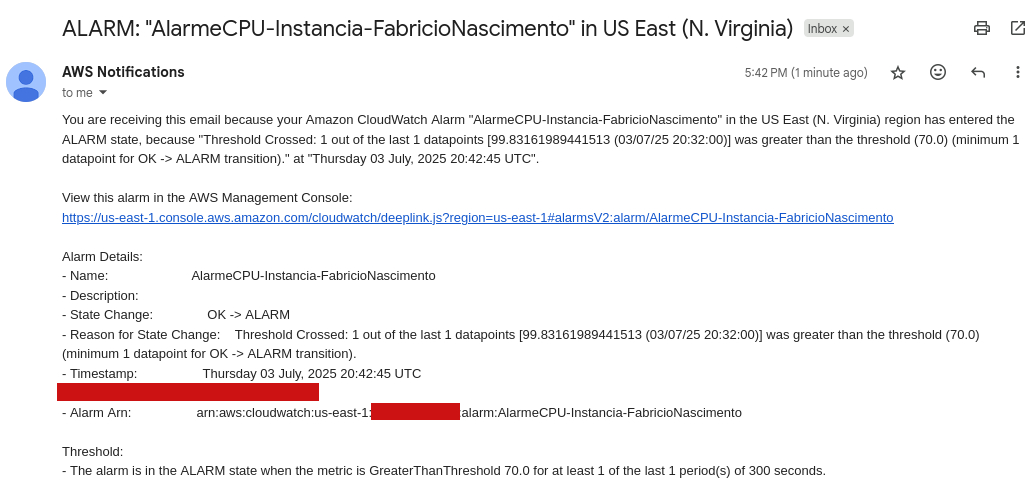 ALARM: "AlarmeCPU-Instancia-FabricioNascimento" in US East (N. Virginia) Inbox ×
AWS Notifications 5:42 PM (1 minute ago)
to me
You are receiving this email because your Amazon CloudWatch Alarm "AlarmeCPU-Instancia-FabricioNascimento" in the US East (N. Virginia) region has entered the
ALARM state, because "Threshold Crossed: 1 out of the last 1 datapoints [99.83161989441513 (03/07/25 20:32:00)] was greater than the threshold (70.0) (minimum 1
datapoint for OK -> ALARM transition)." at "Thursday 03 July, 2025 20:42:45 UTC".
View this alarm in the AWS Management Console:
https://us-east-1.console.aws.amazon.com/cloudwatch/deeplink.js?region=us-east-1#alarmsV2:alarm/AlarmeCPU-Instancia-FabricioNascimento
Alarm Details:
- Name: AlarmeCPU-Instancia-FabricioNascimento
- Description:
- State Change: OK -> ALARM
- Reason for State Change: Threshold Crossed: 1 out of the last 1 datapoints [99.83161989441513 (03/07/25 20:32:00)] was greater than the threshold (70.0)
(minimum 1 datapoint for OK -> ALARM transition).
- Timestamp: Thursday 03 July, 2025 20:42:45 UTC
- Alarm Arn: arn:aws:cloudwatch:us-east-1: :alarm:AlarmeCPU-Instancia-FabricioNascimento
Threshold:
- The alarm is in the ALARM state when the metric is GreaterThanThreshold 70.0 for at least 1 of the last 1 period(s) of 300 seconds.